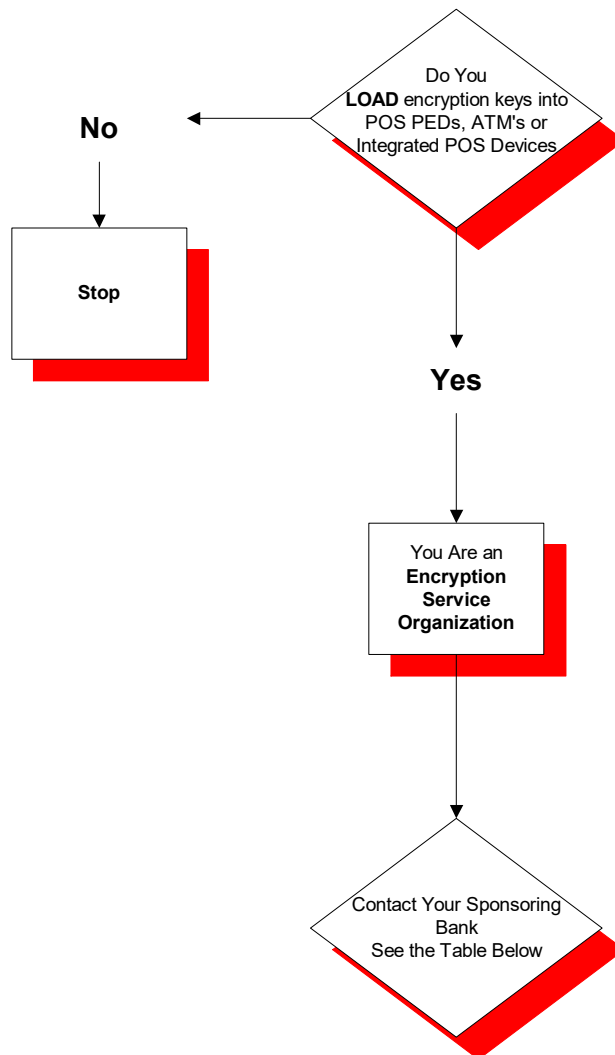 Do You
LOAD encryption keys into
POS PEDs, ATM's or
Integrated POS Devices
No
Stop
Yes
You Are an
Encryption
Service
Organization
Contact Your Sponsoring
Bank
See the Table Below